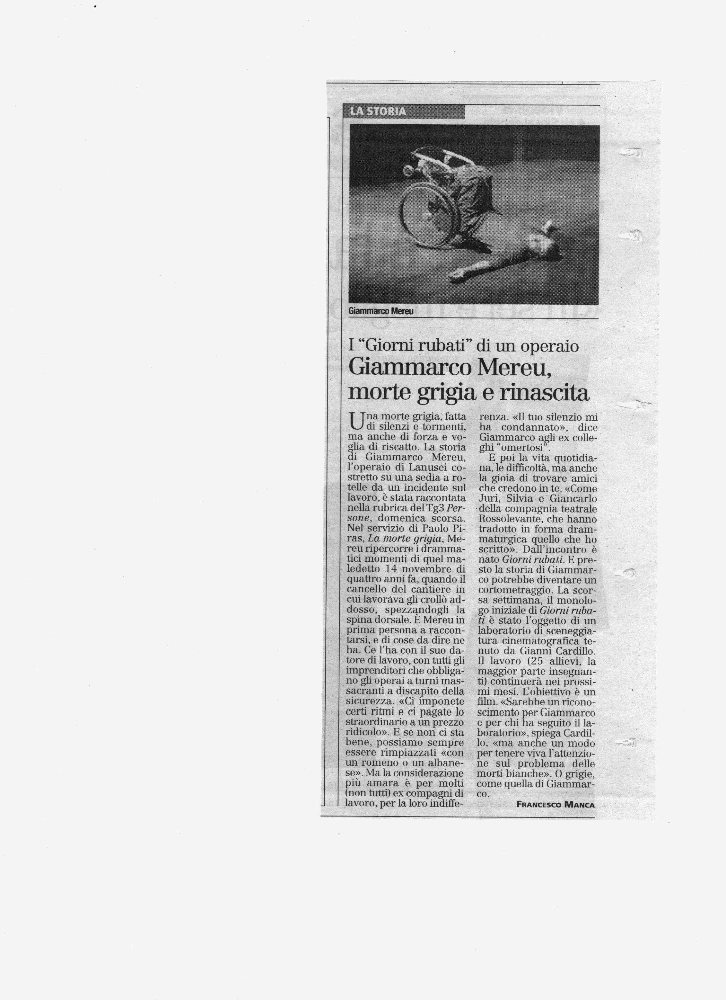 LA STORIA
Giammarco Mereu
I “Giorni rubati” di un operaio
Giammarco Mereu,
morte grigia e rinascita
Una morte grigia, fatta
di silenzi e tormenti,
ma anche di forza e vo-
glia di riscatto. La storia
di Giammarco Mereu,
l’operaio di Lanusei co-
stretto su una sedia a ro-
telle da un incidente sul
lavoro, è stata raccontata
nella rubrica del Tg3 Per-
sone, domenica scorsa.
Nel servizio di Paolo Pi-
ras, La morte grigia, Me-
reu ripercorre i dramma-
tici momenti di quel ma-
ledetto 14 novembre di
quattro anni fa, quando il
cancello del cantiere in
cui lavorava gli crollò ad-
dosso, spezzandogli la
spina dorsale. È Mereu in
prima persona a raccon-
tarsi, e di cose da dire ne
ha. Ce l’ha con il suo da-
tore di lavoro, con tutti gli
imprenditori che obbliga-
no gli operai a turni mas-
sacranti a discapito della
sicurezza. «Ci imponete
certi ritmi e ci pagate lo
straordinario a un prezzo
ridicolo». E se non ci sta
bene, possiamo sempre
essere rimpiazzati «con
un romeno o un albane-
se». Ma la considerazione
più amara è per molti
(non tutti) ex compagni di
lavoro, per la loro indiffe-
renza. «Il tuo silenzio mi
ha condannato», dice
Giammarco agli ex colle-
ghi “omertosi”.
E poi la vita quotidia-
na, le difficoltà, ma anche
la gioia di trovare amici
che credono in te. «Come
Juri, Silvia e Giancarlo
della compagnia teatrale
Rossolevante, che hanno
tradotto in forma dram-
maturgica quello che ho
scritto». Dall’incontro è
nato Giorni rubati. E pre-
sto la storia di Giammar-
co potrebbe diventare un
cortometraggio. La scor-
sa settimana, il monolo-
go iniziale di Giorni ruba-
ti è stato l’oggetto di un
laboratorio di sceneggia-
tura cinematografica te-
nuto da Gianni Cardillo.
Il lavoro (25 allievi, la
maggior parte insegnan-
ti) continuerà nei prossi-
mi mesi. L’obiettivo è un
film. «Sarebbe un ricono-
scimento per Giammarco
e per chi ha seguito il la-
boratorio», spiega Cardil-
lo, «ma anche un modo
per tenere viva l’attenzio-
ne sul problema delle
morti bianche». O grigie,
come quella di Giammar-
co.
FRANCESCO MANCA